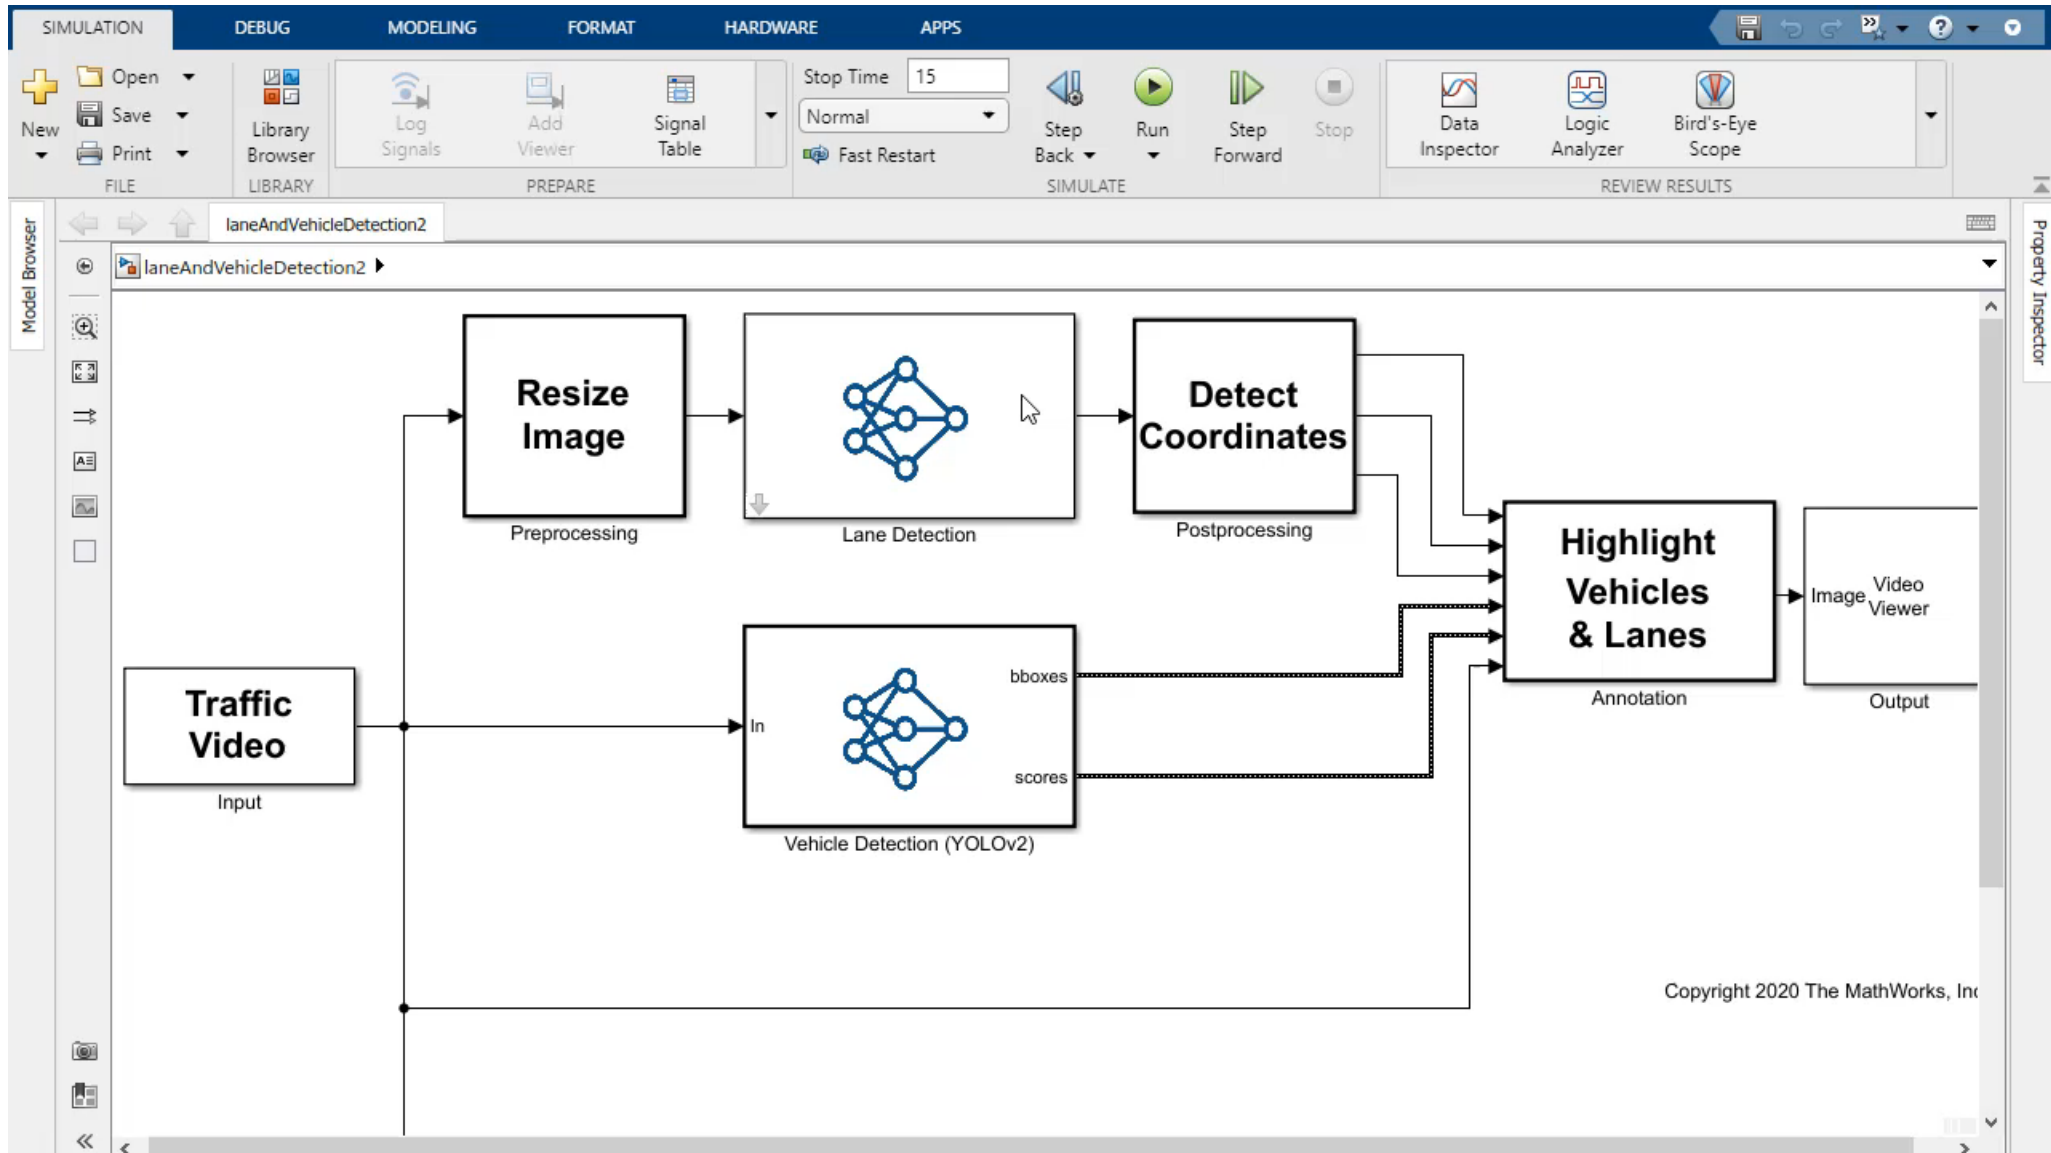 SIMULATION DEBUG MODELING FORMAT HARDWARE APPS
New
Open
Save
Print
FILE
Library
Browser
LIBRARY
Log
Signals
Add
Viewer
Signal
Table
PREPARE
Stop Time 15
Normal
Fast Restart
Step
Back
Run
Step
Forward
Stop
SIMULATE
Data
Inspector
Logic
Analyzer
Bird's-Eye
Scope
REVIEW RESULTS
Model Browser
Property Inspector
laneAndVehicleDetection2
laneAndVehicleDetection2
Resize
Image
Preprocessing
Lane Detection
Detect
Coordinates
Postprocessing
Traffic
Video
Input
In
bboxes
scores
Vehicle Detection (YOLOv2)
Highlight
Vehicles
& Lanes
Annotation
Image
Video
Viewer
Output
Copyright 2020 The MathWorks, Inc